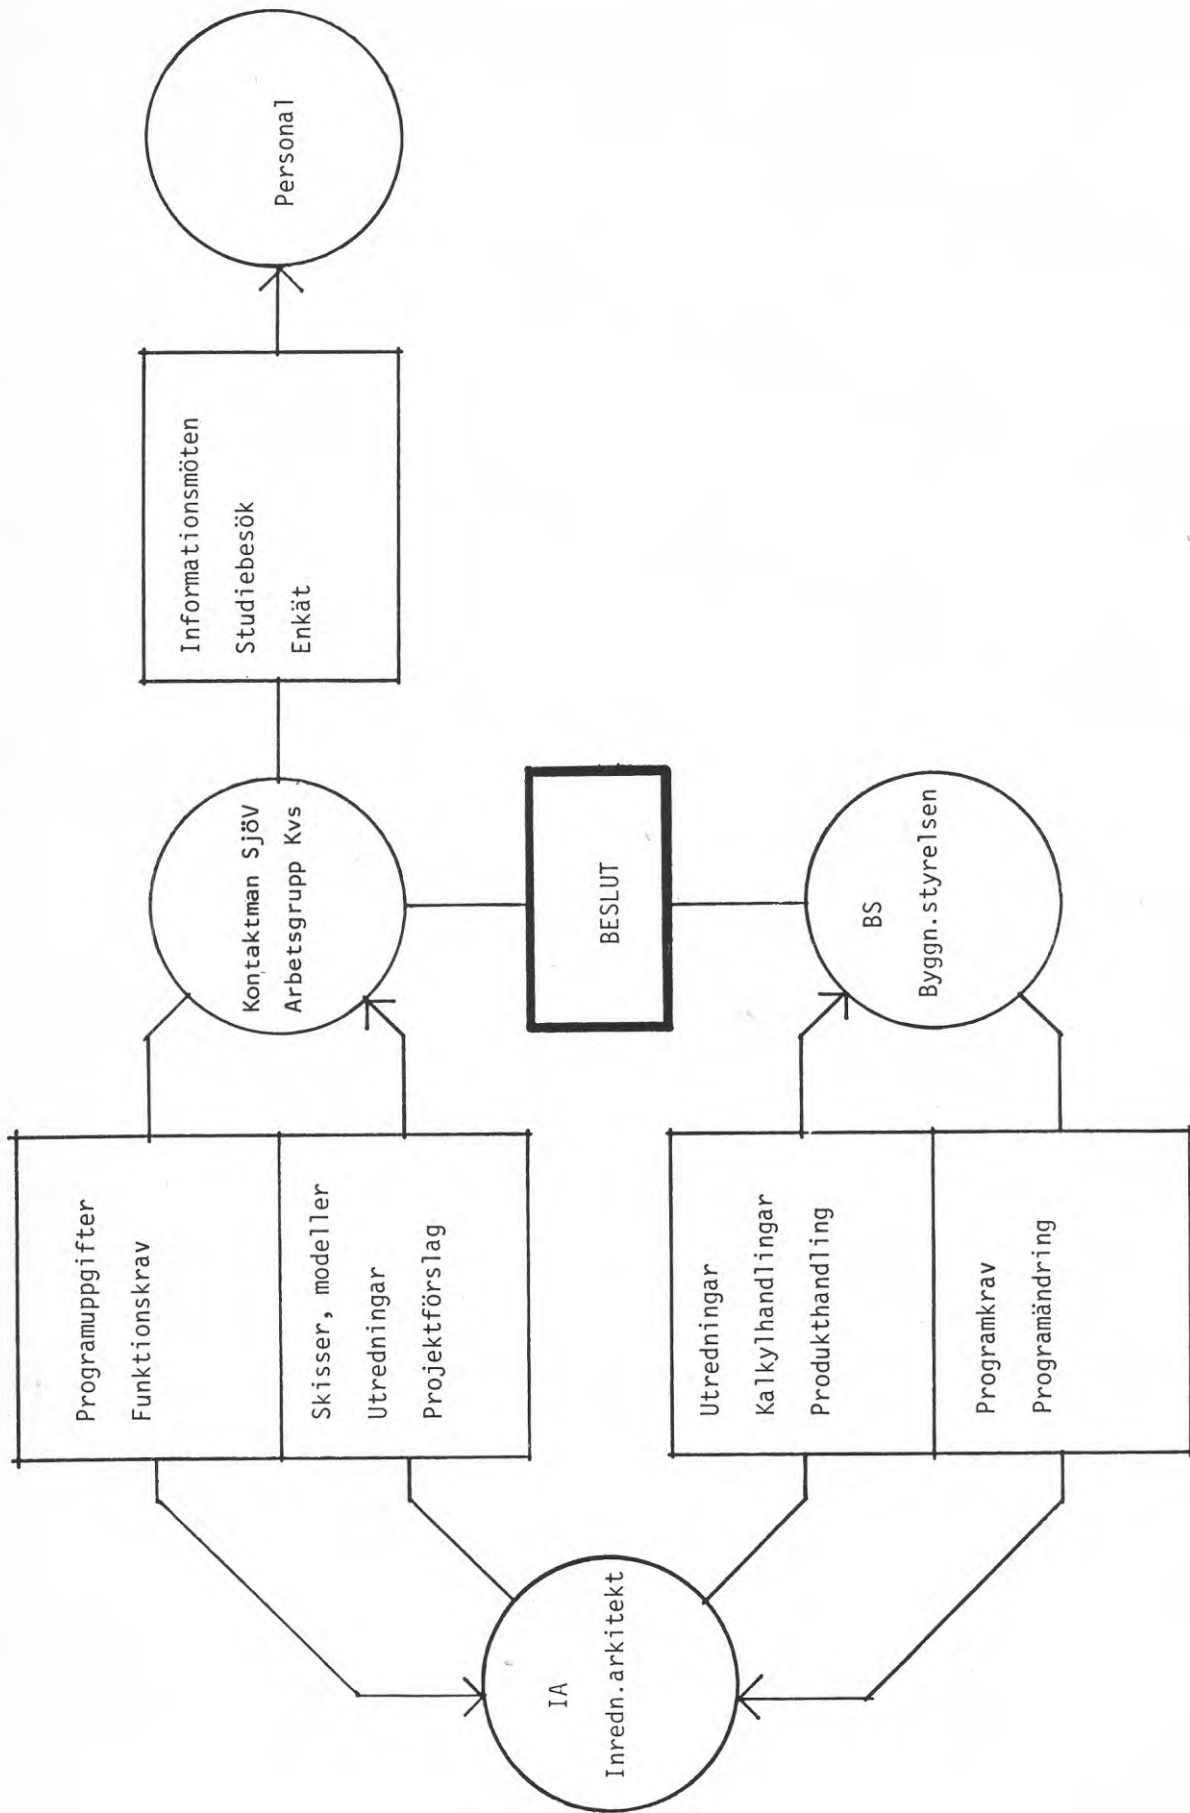 Programuppgifter
Funktionskrav
Skisser, modeller
Utredningar
Projektförslag
Kontaktman SjöV
Arbetsgrupp Kvs
Informationsmöten
Studiebesök
Enkät
Personal
IA
Inredn.arkitekt
BESLUT
Utredningar
Kalkylhandlingar
Produkthandling
Programkrav
Programändring
BS
Byggn.styrelsen